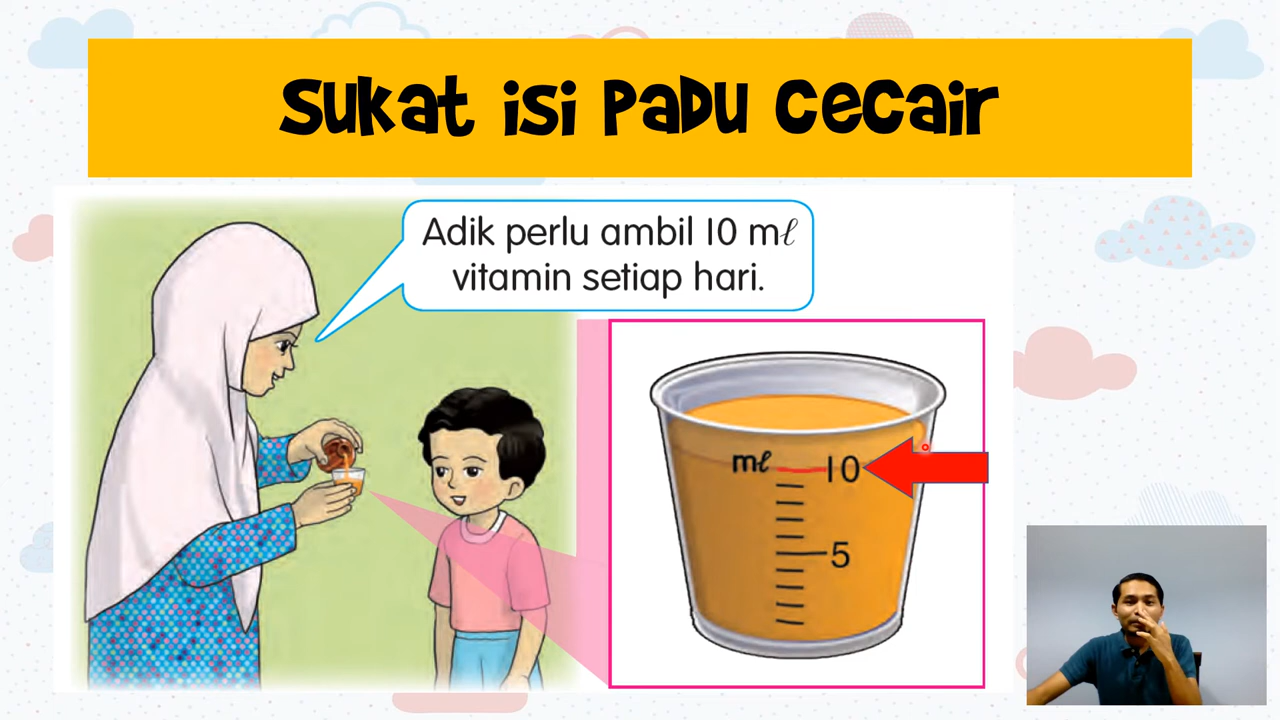 Sukat isi padu cecair
Adik perlu ambil 10 mℓ
vitamin setiap hari.
mℓ 10
5